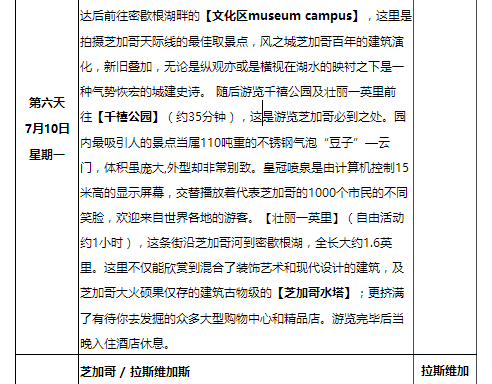 达后前往密歇根湖畔的【文化区museum campus】，这里是
拍摄芝加哥天际线的最佳取景点，风之城芝加哥百年的建筑演
化，新旧叠加，无论是纵观亦或是横视在湖水的映衬之下是一
种气势恢宏的城建史诗。 随后游览千禧公园及壮丽一英里前
往【千禧公园】（约35分钟），这是游览芝加哥必到之处。园
内最吸引人的景点当属110吨重的不锈钢气泡“豆子”—云
门，体积虽庞大,外型却非常别致。皇冠喷泉是由计算机控制15
米高的显示屏幕，交替播放着代表芝加哥的1000个市民的不同
笑脸，欢迎来自世界各地的游客。【壮丽一英里】（自由活动
约1小时），这条街沿芝加哥河到密歇根湖，全长大约1.6英
里。这里不仅能欣赏到混合了装饰艺术和现代设计的建筑，及
芝加哥大火硕果仅存的建筑古物级的【芝加哥水塔】；更挤满
了有待你去发掘的众多大型购物中心和精品店。游览完毕后当
晚入住酒店休息。
第六天
7月10日
星期一
芝加哥 / 拉斯维加斯
拉斯维加